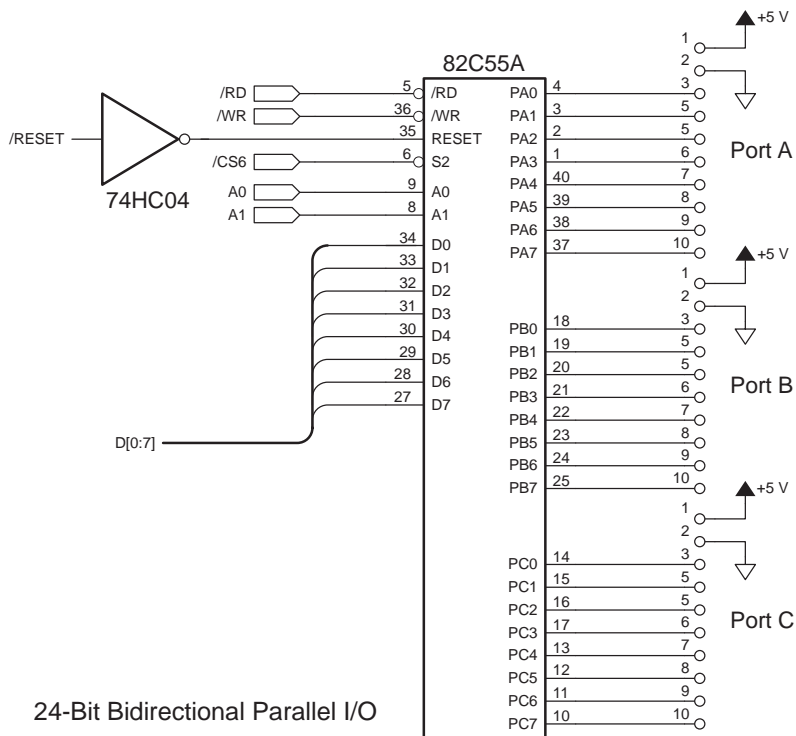 82C55A
/RESET
74HC04
/RD 5 /RD
/WR 36 /WR
35 RESET
/CS6 6 S2
A0 9 A0
A1 8 A1
34 D0
33 D1
32 D2
31 D3
30 D4
29 D5
28 D6
27 D7
D[0:7]
1 +5 V
2
PA0 4 3
PA1 3 5
PA2 2 5
PA3 1 6
PA4 40 7
PA5 39 8
PA6 38 9
PA7 37 10
Port A
1 +5 V
2
PB0 18 3
PB1 19 5
PB2 20 5
PB3 21 6
PB4 22 7
PB5 23 8
PB6 24 9
PB7 25 10
Port B
1 +5 V
2
PC0 14 3
PC1 15 5
PC2 16 5
PC3 17 6
PC4 13 7
PC5 12 8
PC6 11 9
PC7 10 10
Port C
24-Bit Bidirectional Parallel I/O